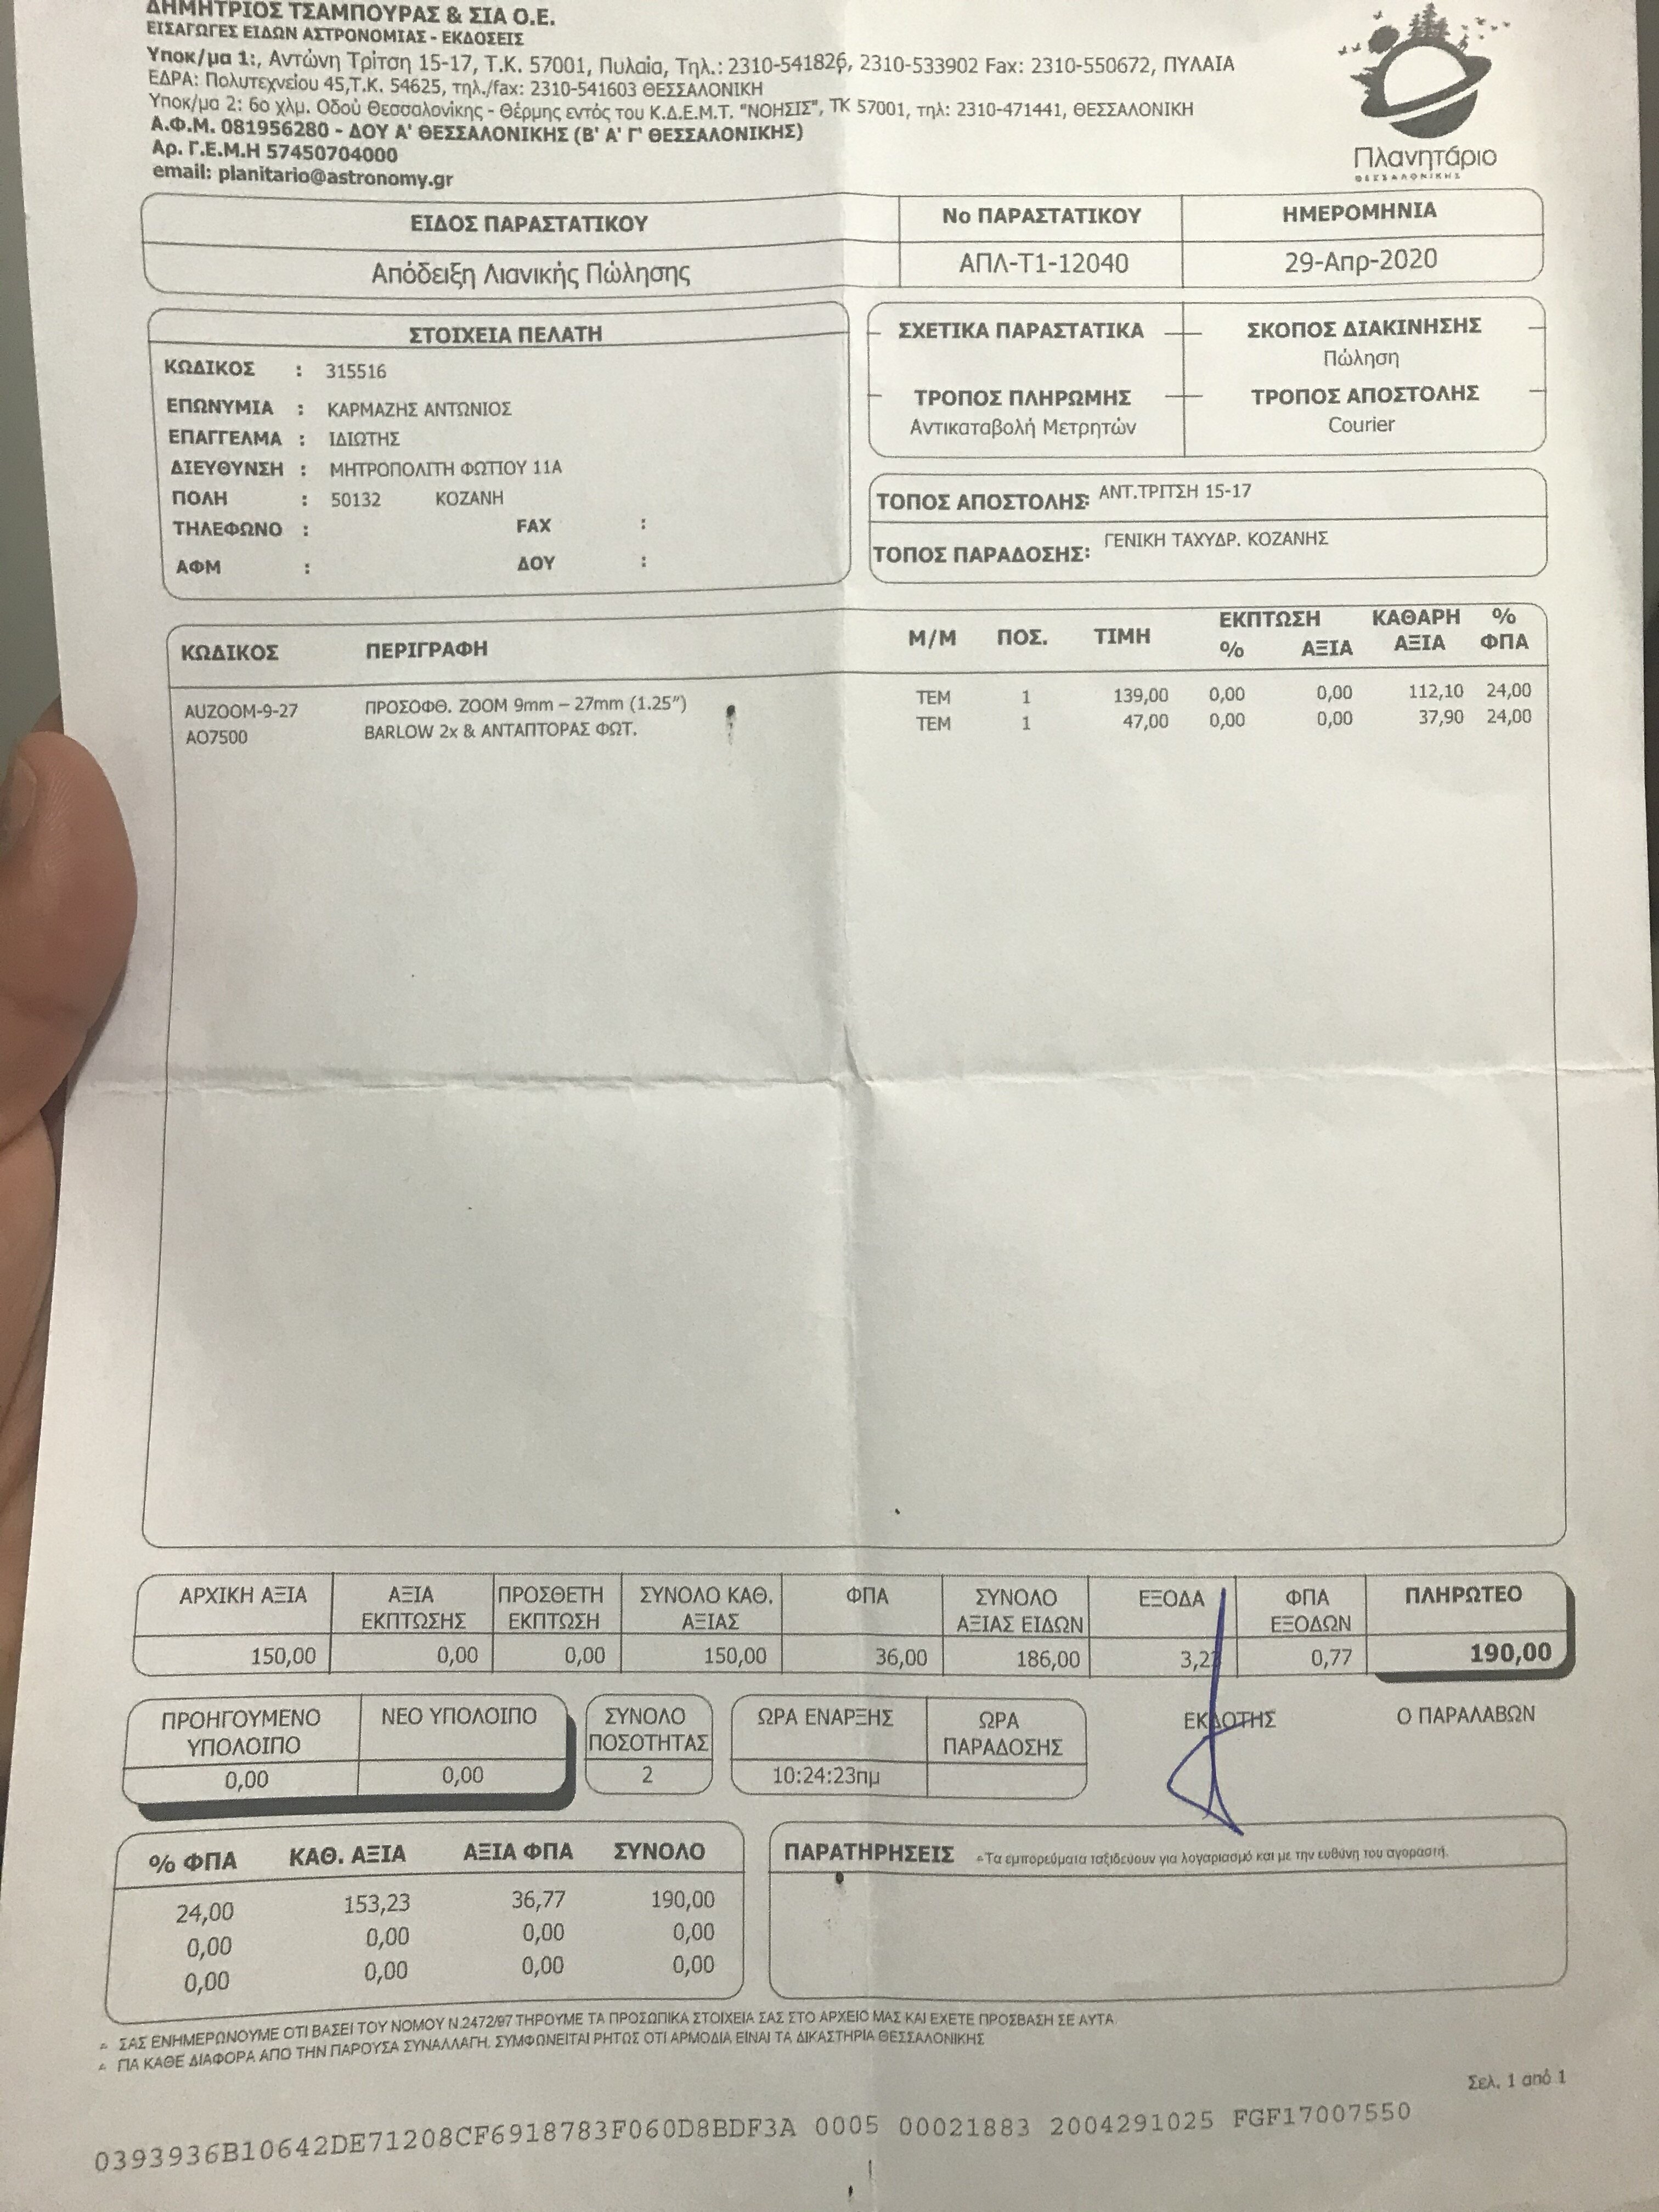 ΔΗΜΗΤΡΙΟΣ ΤΣΑΜΠΟΥΡΑΣ & ΣΙΑ Ο.Ε.
ΕΙΣΑΓΩΓΕΣ ΕΙΔΩΝ ΑΣΤΡΟΝΟΜΙΑΣ - ΕΚΔΟΣΕΙΣ
Υποκ/μα 1:, Αντώνη Τρίτση 15-17, Τ.Κ. 57001, Πυλαία, Τηλ.: 2310-541826, 2310-533902 Fax: 2310-550672, ΠΥΛΑΙΑ
ΕΔΡΑ: Πολυτεχνείου 45,Τ.Κ. 54625, τηλ./fax: 2310-541603 ΘΕΣΣΑΛΟΝΙΚΗ
Υποκ/μα 2: 6ο χλμ. Οδού Θεσσαλονίκης - Θέρμης εντός του Κ.Δ.Ε.Μ.Τ. "ΝΟΗΣΙΣ", ΤΚ 57001, τηλ: 2310-471441, ΘΕΣΣΑΛΟΝΙΚΗ
Α.Φ.Μ. 081956280 - ΔΟΥ Α' ΘΕΣΣΑΛΟΝΙΚΗΣ (Β' Α' Γ' ΘΕΣΣΑΛΟΝΙΚΗΣ)
Αρ. Γ.Ε.Μ.Η 57450704000
email: planitario@astronomy.gr
Πλανητάριο
ΘΕΣΣΑΛΟΝΙΚΗΣ
ΕΙΔΟΣ ΠΑΡΑΣΤΑΤΙΚΟΥ Νο ΠΑΡΑΣΤΑΤΙΚΟΥ ΗΜΕΡΟΜΗΝΙΑ
Απόδειξη Λιανικής Πώλησης ΑΠΛ-Τ1-12040 29-Απρ-2020
ΣΤΟΙΧΕΙΑ ΠΕΛΑΤΗ
ΚΩΔΙΚΟΣ : 315516
ΕΠΩΝΥΜΙΑ : ΚΑΡΜΑΖΗΣ ΑΝΤΩΝΙΟΣ
ΕΠΑΓΓΕΛΜΑ : ΙΔΙΩΤΗΣ
ΔΙΕΥΘΥΝΣΗ : ΜΗΤΡΟΠΟΛΙΤΗ ΦΩΤΙΟΥ 11Α
ΠΟΛΗ : 50132 ΚΟΖΑΝΗ
ΤΗΛΕΦΩΝΟ : FAX :
ΑΦΜ : ΔΟΥ :
ΣΧΕΤΙΚΑ ΠΑΡΑΣΤΑΤΙΚΑ ΣΚΟΠΟΣ ΔΙΑΚΙΝΗΣΗΣ
Πώληση
ΤΡΟΠΟΣ ΠΛΗΡΩΜΗΣ ΤΡΟΠΟΣ ΑΠΟΣΤΟΛΗΣ
Αντικαταβολή Μετρητών Courier
ΤΟΠΟΣ ΑΠΟΣΤΟΛΗΣ: ΑΝΤ.ΤΡΙΤΣΗ 15-17
ΤΟΠΟΣ ΠΑΡΑΔΟΣΗΣ: ΓΕΝΙΚΗ ΤΑΧΥΔΡ. ΚΟΖΑΝΗΣ
ΚΩΔΙΚΟΣ ΠΕΡΙΓΡΑΦΗ Μ/Μ ΠΟΣ. ΤΙΜΗ ΕΚΠΤΩΣΗ ΚΑΘΑΡΗ %
% ΑΞΙΑ ΑΞΙΑ ΦΠΑ
AUZOOM-9-27 ΠΡΟΣΟΦΘ. ZOOM 9mm – 27mm (1.25") ΤΕΜ 1 139,00 0,00 0,00 112,10 24,00
AO7500 BARLOW 2x & ΑΝΤΑΠΤΟΡΑΣ ΦΩΤ. ΤΕΜ 1 47,00 0,00 0,00 37,90 24,00
ΑΡΧΙΚΗ ΑΞΙΑ ΑΞΙΑ ΠΡΟΣΘΕΤΗ ΣΥΝΟΛΟ ΚΑΘ. ΦΠΑ ΣΥΝΟΛΟ ΕΞΟΔΑ ΦΠΑ ΠΛΗΡΩΤΕΟ
ΕΚΠΤΩΣΗΣ ΕΚΠΤΩΣΗ ΑΞΙΑΣ ΑΞΙΑΣ ΕΙΔΩΝ ΕΞΟΔΩΝ
150,00 0,00 0,00 150,00 36,00 186,00 3,23 0,77 190,00
ΠΡΟΗΓΟΥΜΕΝΟ ΝΕΟ ΥΠΟΛΟΙΠΟ ΣΥΝΟΛΟ ΩΡΑ ΕΝΑΡΞΗΣ ΩΡΑ ΕΚΔΟΤΗΣ Ο ΠΑΡΑΛΑΒΩΝ
ΥΠΟΛΟΙΠΟ ΠΟΣΟΤΗΤΑΣ ΠΑΡΑΔΟΣΗΣ
0,00 0,00 2 10:24:23πμ
% ΦΠΑ ΚΑΘ. ΑΞΙΑ ΑΞΙΑ ΦΠΑ ΣΥΝΟΛΟ
24,00 153,23 36,77 190,00
0,00 0,00 0,00 0,00
0,00 0,00 0,00 0,00
ΠΑΡΑΤΗΡΗΣΕΙΣ Τα εμπορεύματα ταξιδεύουν για λογαριασμό και με την ευθύνη του αγοραστή.
ΣΑΣ ΕΝΗΜΕΡΩΝΟΥΜΕ ΟΤΙ ΒΑΣΕΙ ΤΟΥ ΝΟΜΟΥ Ν.2472/97 ΤΗΡΟΥΜΕ ΤΑ ΠΡΟΣΩΠΙΚΑ ΣΤΟΙΧΕΙΑ ΣΑΣ ΣΤΟ ΑΡΧΕΙΟ ΜΑΣ ΚΑΙ ΕΧΕΤΕ ΠΡΟΣΒΑΣΗ ΣΕ ΑΥΤΑ
ΓΙΑ ΚΑΘΕ ΔΙΑΦΟΡΑ ΑΠΟ ΤΗΝ ΠΑΡΟΥΣΑ ΣΥΝΑΛΛΑΓΗ, ΣΥΜΦΩΝΕΙΤΑΙ ΡΗΤΩΣ ΟΤΙ ΑΡΜΟΔΙΑ ΕΙΝΑΙ ΤΑ ΔΙΚΑΣΤΗΡΙΑ ΘΕΣΣΑΛΟΝΙΚΗΣ
Σελ. 1 από 1
0393936B10642DE71208CF6918783F060D8BDF3A 0005 00021883 2004291025 FGF17007550